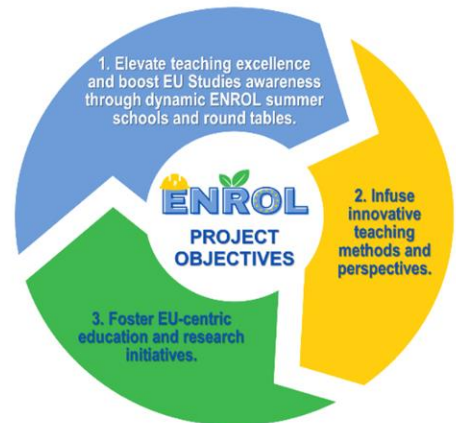 1. Elevate teaching excellence
and boost EU Studies awareness
through dynamic ENROL summer
schools and round tables.
ENROL
PROJECT
OBJECTIVES
2. Infuse
innovative
teaching
methods and
perspectives.
3. Foster EU-centric
education and research
initiatives.